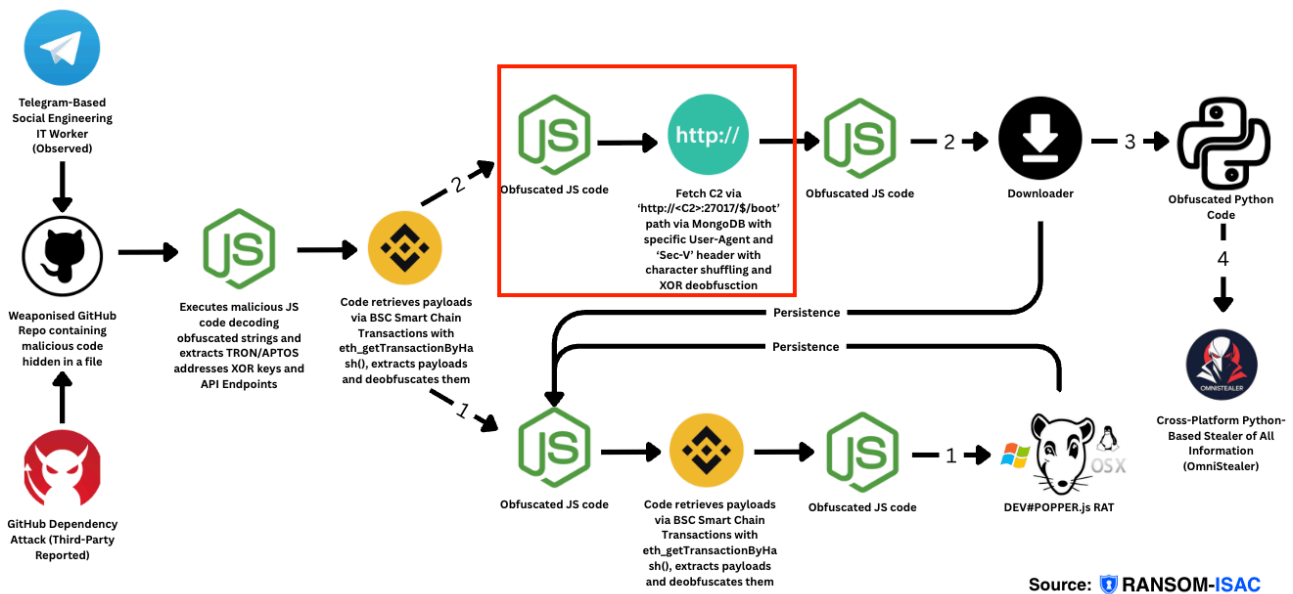 Telegram-Based
Social Engineering
IT Worker
(Observed)
Weaponised GitHub
Repo containing
malicious code
hidden in a file
GitHub Dependency
Attack (Third-Party
Reported)
JS
Executes malicious JS
code decoding
obfuscated strings and
extracts TRON/APTOS
addresses XOR keys and
API Endpoints
Code retrieves payloads
via BSC Smart Chain
Transactions with
eth_getTransactionByHa
sh(), extracts payloads
and deobfuscates them
2
JS
Obfuscated JS code
http://
Fetch C2 via
‘http://<C2>:27017/$/boot’
path via MongoDB with
specific User-Agent and
‘Sec-V’ header with
character shuffling and
XOR deobfusction
JS
Obfuscated JS code
2
Downloader
3
Obfuscated Python
Code
4
OMNISTEALER
Cross-Platform Python-
Based Stealer of All
Information
(OmniStealer)
Persistence
Persistence
1
JS
Obfuscated JS code
Code retrieves payloads
via BSC Smart Chain
Transactions with
eth_getTransactionByHa
sh(), extracts payloads
and deobfuscates them
JS
Obfuscated JS code
1
OSX
DEV#POPPER.js RAT
Source: RANSOM-ISAC